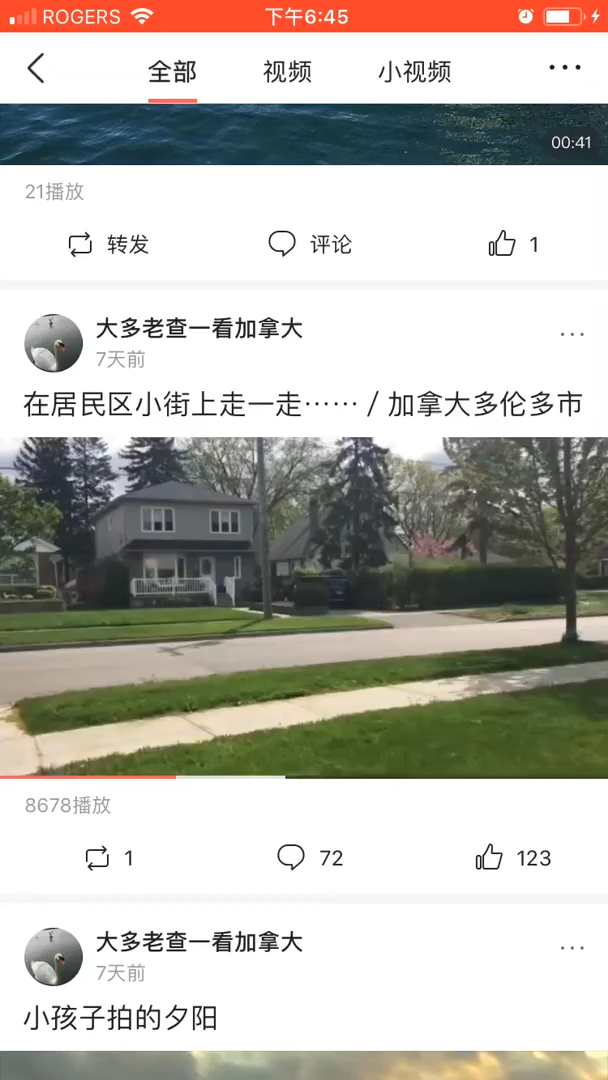 ROGERS 下午6:45
全部 视频 小视频
00:41
21播放
转发 评论 1
大多老查一看加拿大
7天前
在居民区小街上走一走…… / 加拿大多伦多市
8678播放
1 72 123
大多老查一看加拿大
7天前
小孩子拍的夕阳